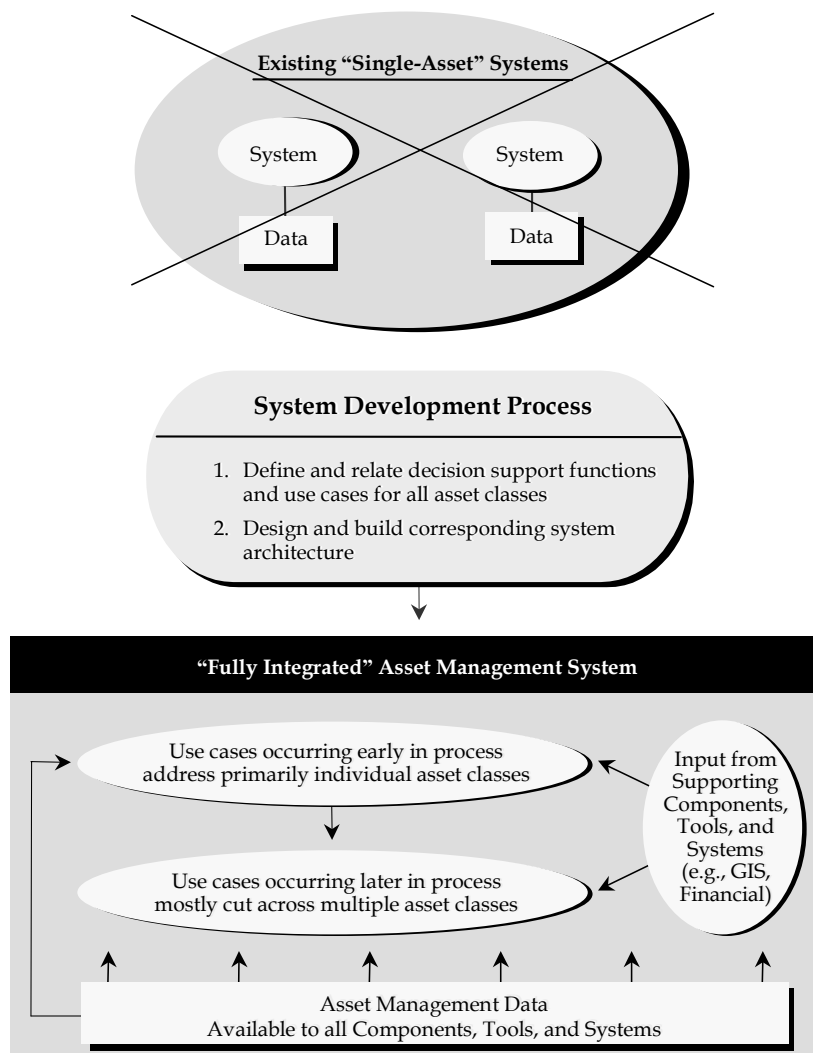 Existing “Single-Asset” Systems
System
System
Data
Data
System Development Process
1. Define and relate decision support functions
and use cases for all asset classes
2. Design and build corresponding system
architecture
“Fully Integrated” Asset Management System
Use cases occurring early in process
address primarily individual asset classes
Input from
Supporting
Components,
Tools, and
Systems
(e.g., GIS,
Financial)
Use cases occurring later in process
mostly cut across multiple asset classes
Asset Management Data
Available to all Components, Tools, and Systems